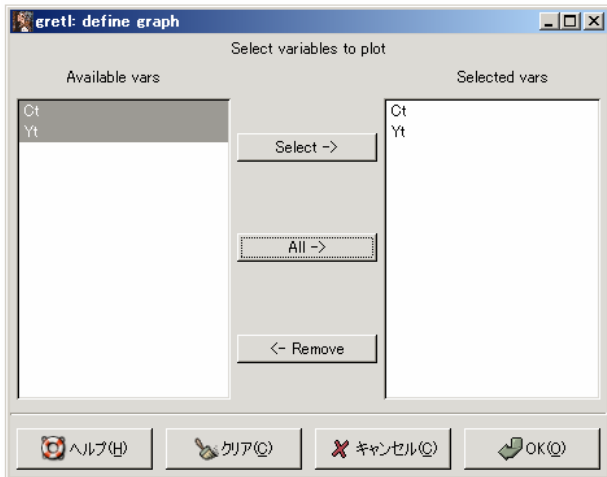 gretl: define graph
Select variables to plot
Available vars
Selected vars
Ct
Yt
Ct
Yt
Select ->
All ->
<- Remove
ヘルプ(H)
クリア(C)
キャンセル(C)
OK(O)